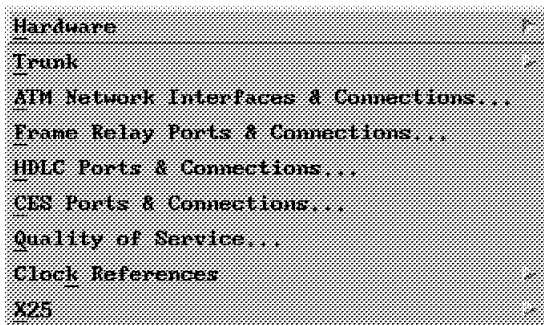 Hardware
Trunk
ATM Network Interfaces & Connections...
Frame Relay Ports & Connections...
HDLC Ports & Connections...
CES Ports & Connections...
Quality of Service...
Clock References
X25